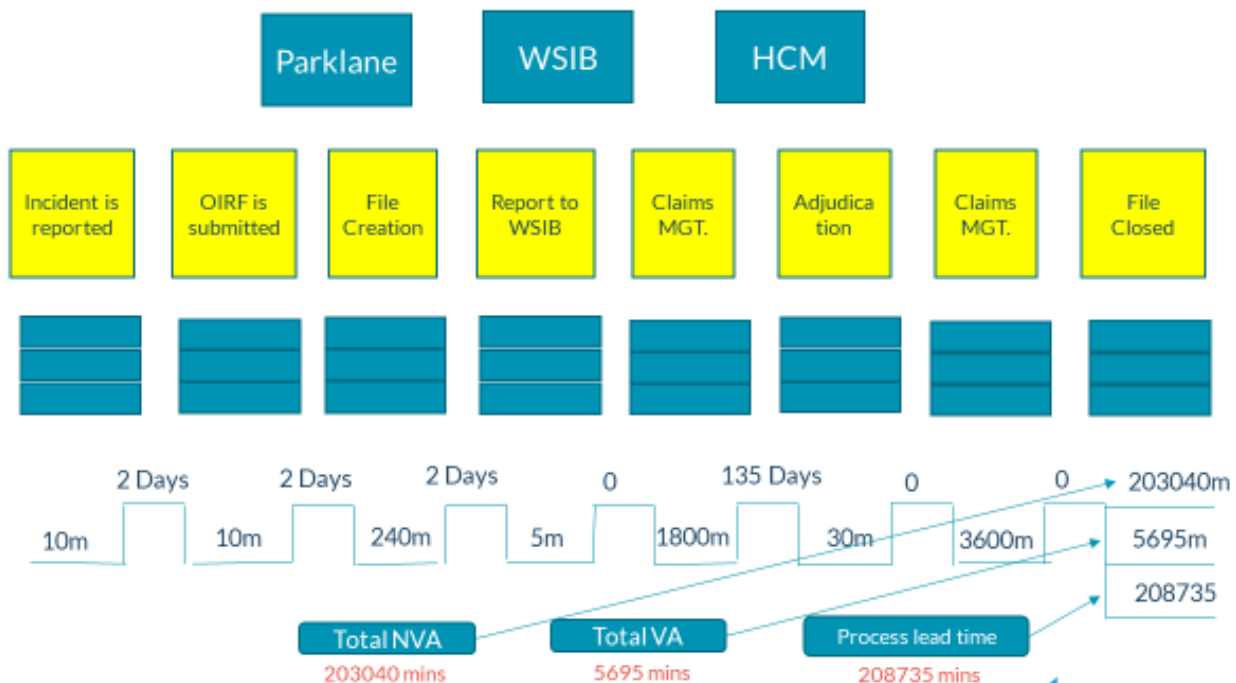 Parklane
WSIB
HCM
Incident is
reported
OIRF is
submitted
File
Creation
Report to
WSIB
Claims
MGT.
Adjudica
tion
Claims
MGT.
File
Closed
2 Days
2 Days
2 Days
0
135 Days
0
0
203040m
10m
10m
240m
5m
1800m
30m
3600m
5695m
208735
Total NVA
Total VA
Process lead time
203040 mins
5695 mins
208735 mins